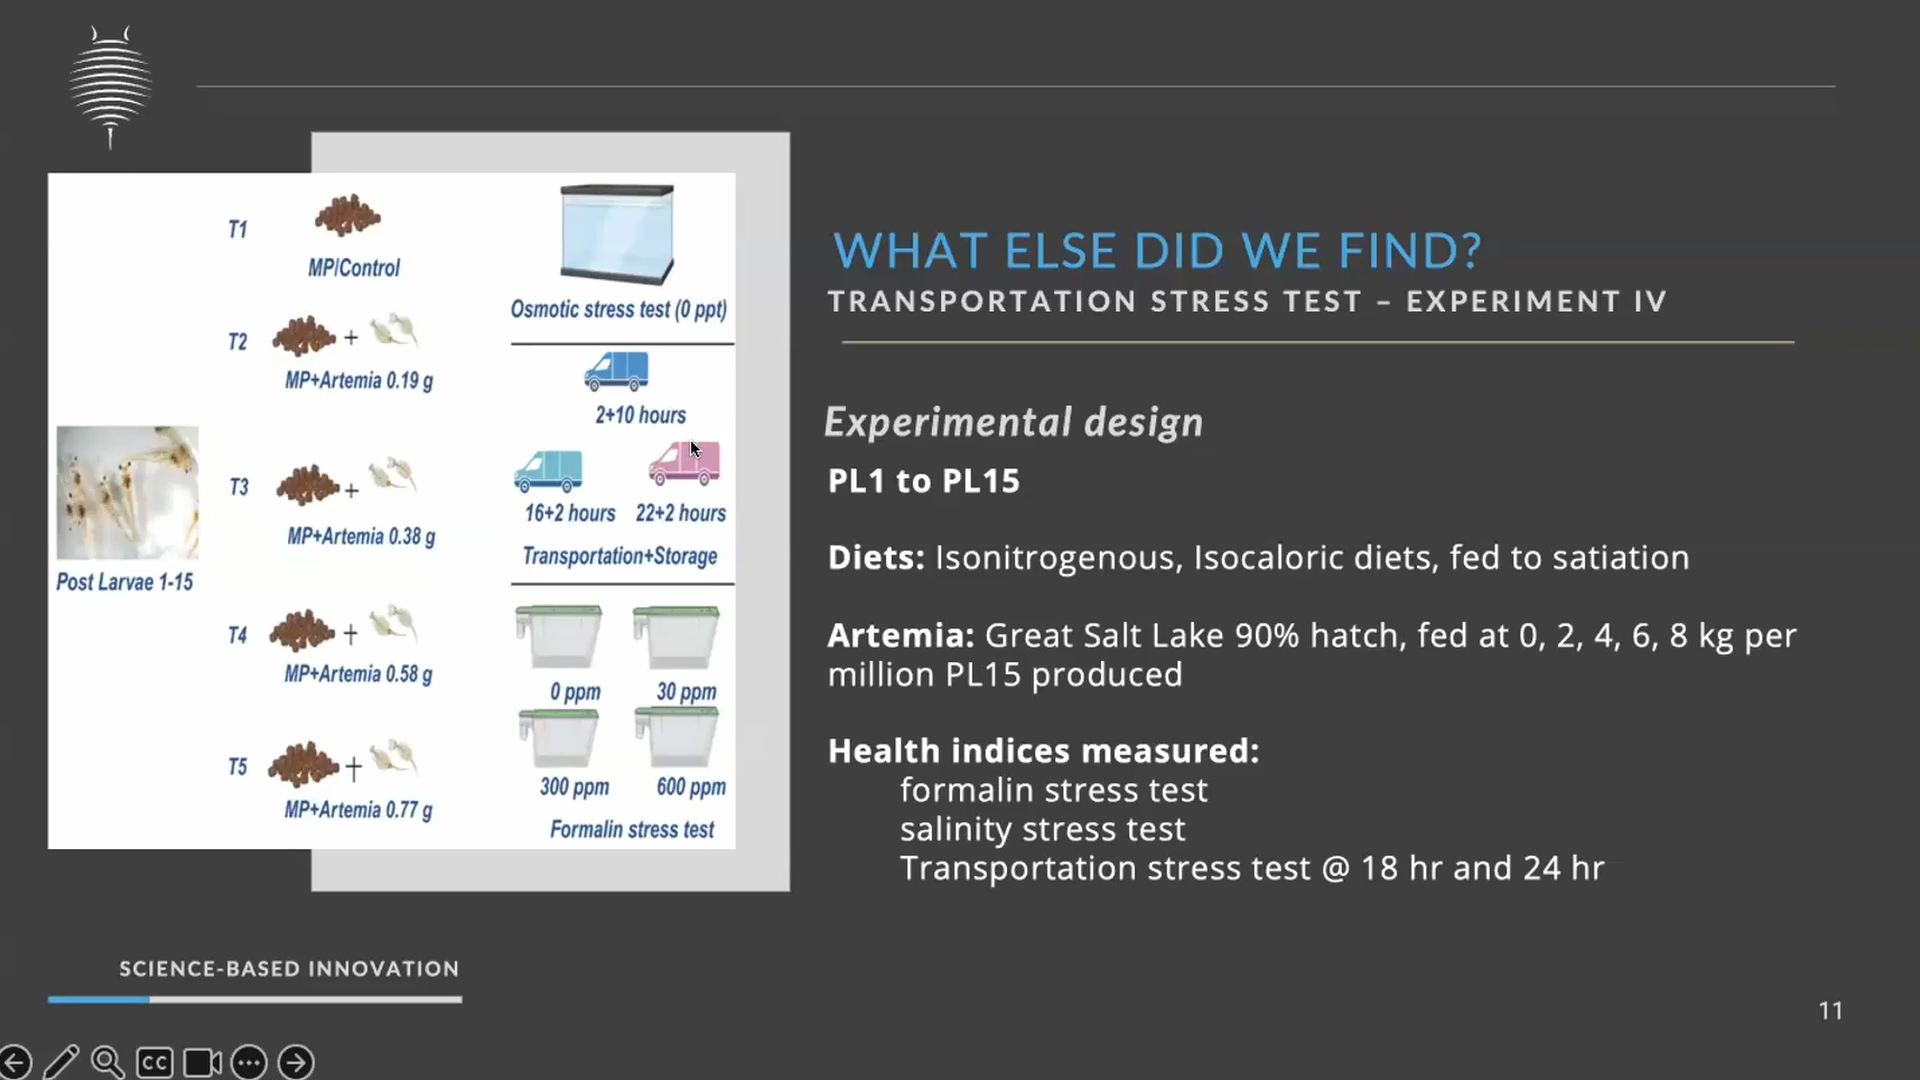 WHAT ELSE DID WE FIND?
TRANSPORTATION STRESS TEST – EXPERIMENT IV
T1
MP/Control
T2
+
MP+Artemia 0.19 g
T3
+
MP+Artemia 0.38 g
Post Larvae 1-15
T4
+
MP+Artemia 0.58 g
T5
+
MP+Artemia 0.77 g
Osmotic stress test (0 ppt)
2+10 hours
16+2 hours 22+2 hours
Transportation+Storage
0 ppm 30 ppm
300 ppm 600 ppm
Formalin stress test
Experimental design
PL1 to PL15
Diets: Isonitrogenous, Isocaloric diets, fed to satiation
Artemia: Great Salt Lake 90% hatch, fed at 0, 2, 4, 6, 8 kg per
million PL15 produced
Health indices measured:
formalin stress test
salinity stress test
Transportation stress test @ 18 hr and 24 hr
SCIENCE-BASED INNOVATION
11
CC